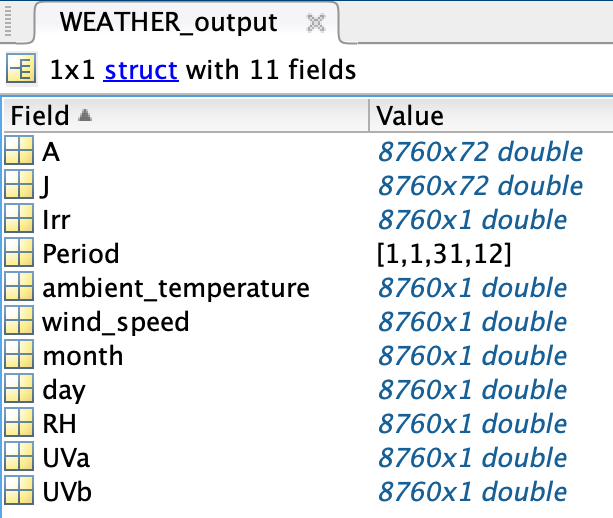 WEATHER_output
1x1 struct with 11 fields
Field Value
A 8760x72 double
J 8760x72 double
Irr 8760x1 double
Period [1,1,31,12]
ambient_temperature 8760x1 double
wind_speed 8760x1 double
month 8760x1 double
day 8760x1 double
RH 8760x1 double
UVa 8760x1 double
UVb 8760x1 double